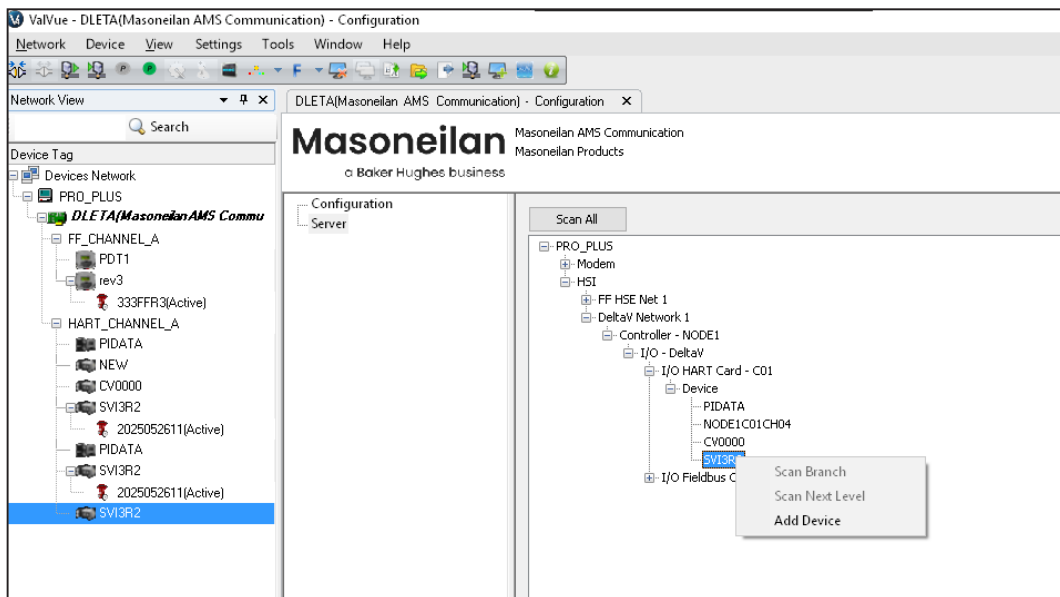 ValVue - DLETA(Masoneilan AMS Communication) - Configuration
Network Device View Settings Tools Window Help
Network View
DLETA(Masoneilan AMS Communication) - Configuration
Search
Device Tag
Devices Network
PRO_PLUS
DLETA(Masoneilan AMS Commu
FF_CHANNEL_A
PDT1
rev3
333FFR3(Active)
HART_CHANNEL_A
PIDATA
NEW
CV0000
SVI3R2
2025052611(Active)
PIDATA
SVI3R2
2025052611(Active)
SVI3R2
Masoneilan
a Baker Hughes business
Masoneilan AMS Communication
Masoneilan Products
Configuration
Server
Scan All
PRO_PLUS
Modem
HSI
FF HSE Net 1
DeltaV Network 1
Controller - NODE1
I/O - DeltaV
I/O HART Card - C01
Device
PIDATA
NODE1C01CH04
CV0000
SVI3R
I/O Fieldbus C
Scan Branch
Scan Next Level
Add Device